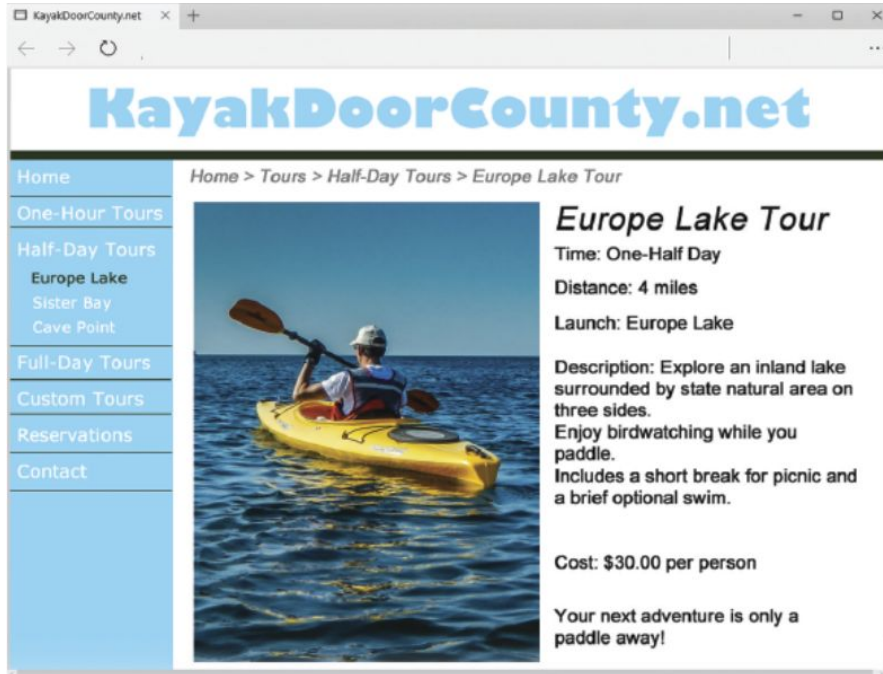 KayakDoorCounty.net
KayakDoorCounty.net
Home
One-Hour Tours
Half-Day Tours
Europe Lake
Sister Bay
Cave Point
Full-Day Tours
Custom Tours
Reservations
Contact
Home > Tours > Half-Day Tours > Europe Lake Tour
Europe Lake Tour
Time: One-Half Day
Distance: 4 miles
Launch: Europe Lake
Description: Explore an inland lake
surrounded by state natural area on
three sides.
Enjoy birdwatching while you
paddle.
Includes a short break for picnic and
a brief optional swim.
Cost: $30.00 per person
Your next adventure is only a
paddle away!